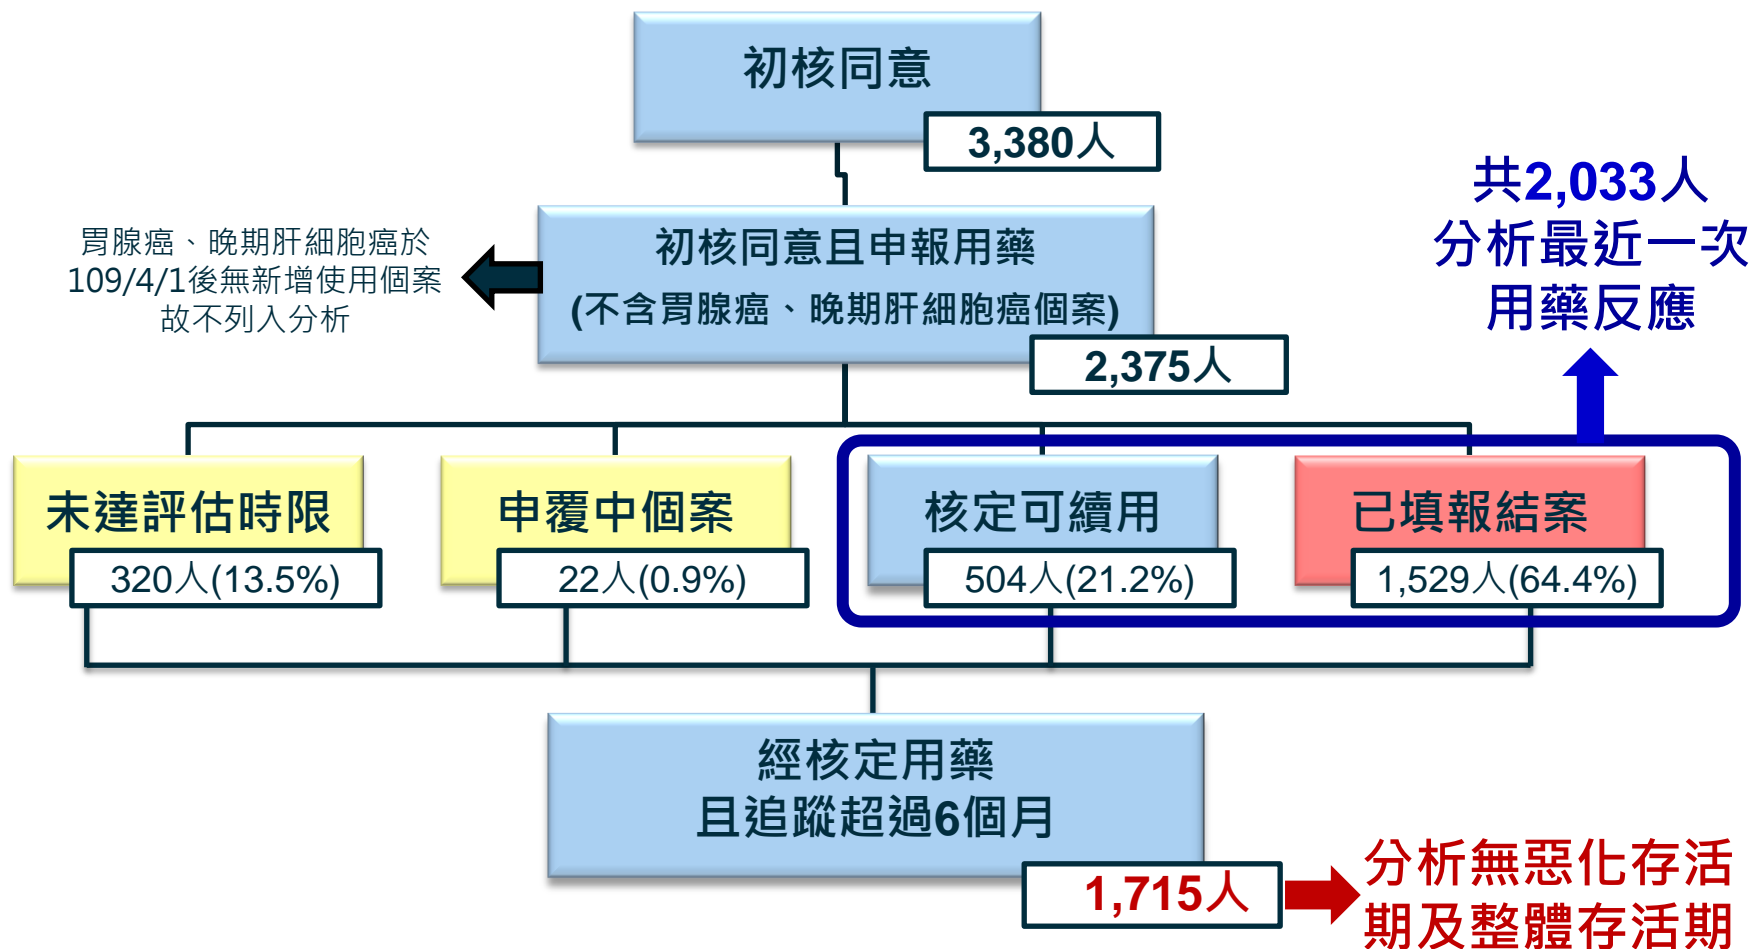 初核同意
3,380人
共2,033人
分析最近一次
用藥反應
胃腺癌、晚期肝細胞癌於
109/4/1後無新增使用個案
故不列入分析
初核同意且申報用藥
(不含胃腺癌、晚期肝細胞癌個案)
2,375人
未達評估時限
320人(13.5%)
申覆中個案
22人(0.9%)
核定可續用
504人(21.2%)
已填報結案
1,529人(64.4%)
經核定用藥
且追蹤超過6個月
1,715人
分析無惡化存活
期及整體存活期